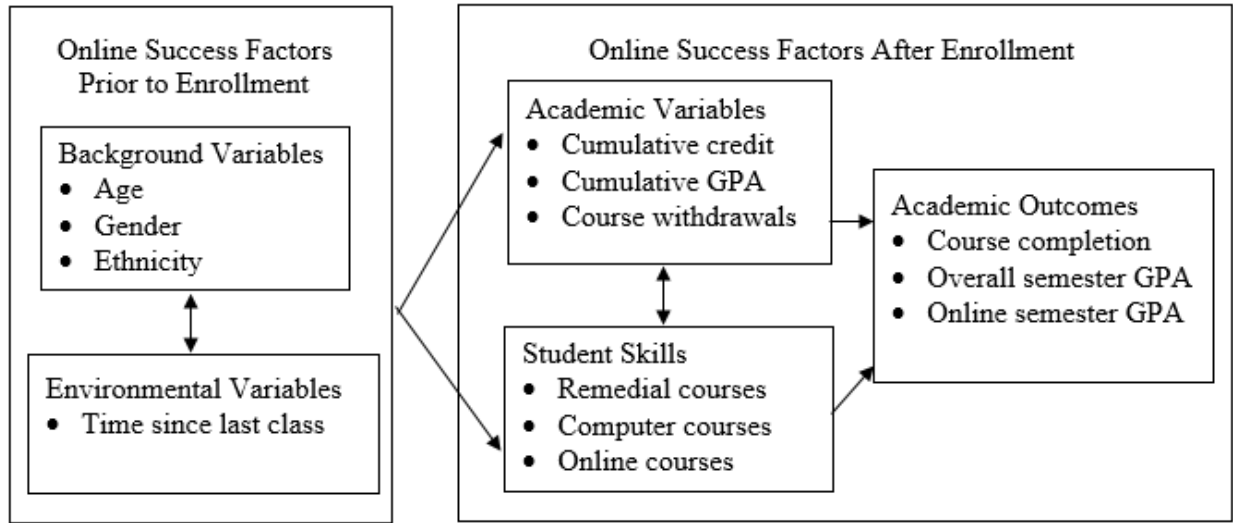 Online Success Factors
Prior to Enrollment
Background Variables
• Age
• Gender
• Ethnicity
Environmental Variables
• Time since last class
Online Success Factors After Enrollment
Academic Variables
• Cumulative credit
• Cumulative GPA
• Course withdrawals
Student Skills
• Remedial courses
• Computer courses
• Online courses
Academic Outcomes
• Course completion
• Overall semester GPA
• Online semester GPA